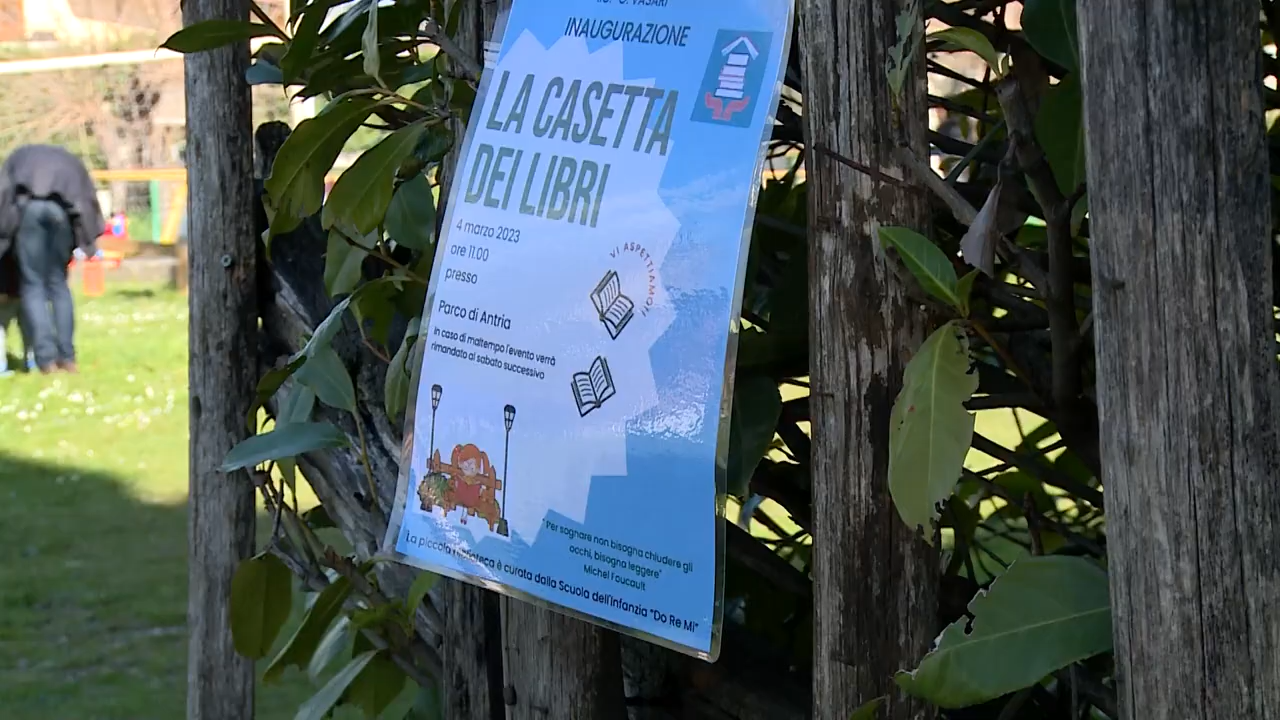 "G. VASARI"
INAUGURAZIONE
LA CASETTA
DEI LIBRI
4 marzo 2023
ore 11.00
presso
VI ASPETTIAMO!
Parco di Antria
In caso di maltempo l'evento verrà
rimandato al sabato successivo
"Per sognare non bisogna chiudere gli
occhi, bisogna leggere"
Michel Foucault
La piccola biblioteca è curata dalla Scuola dell'Infanzia "Do Re Mi"